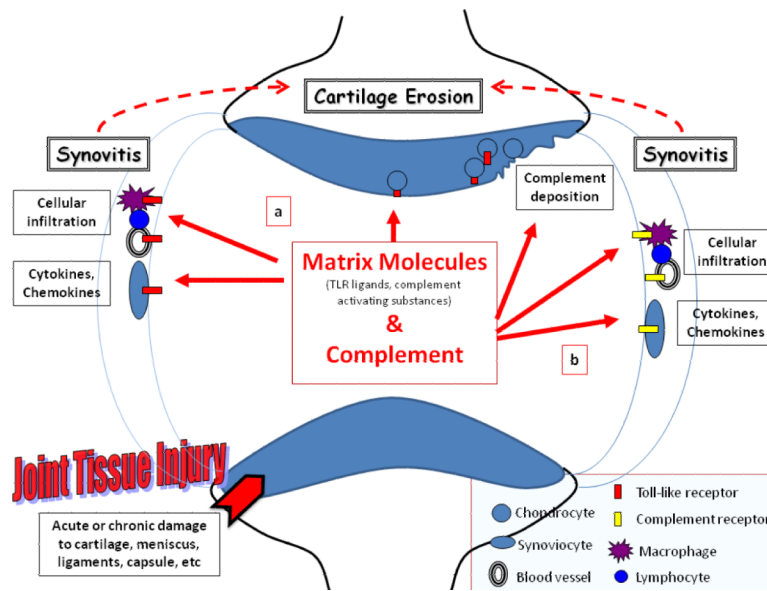 Cartilage Erosion
Synovitis
Synovitis
Cellular
infiltration
Cytokines,
Chemokines
a
Complement
deposition
Matrix Molecules
(TLR ligands, complement
activating substances)
&
Complement
Cellular
infiltration
Cytokines,
Chemokines
b
Joint Tissue Injury
Acute or chronic damage
to cartilage, meniscus,
ligaments, capsule, etc
Chondrocyte
Synoviocyte
Blood vessel
Toll-like receptor
Complement receptor
Macrophage
Lymphocyte